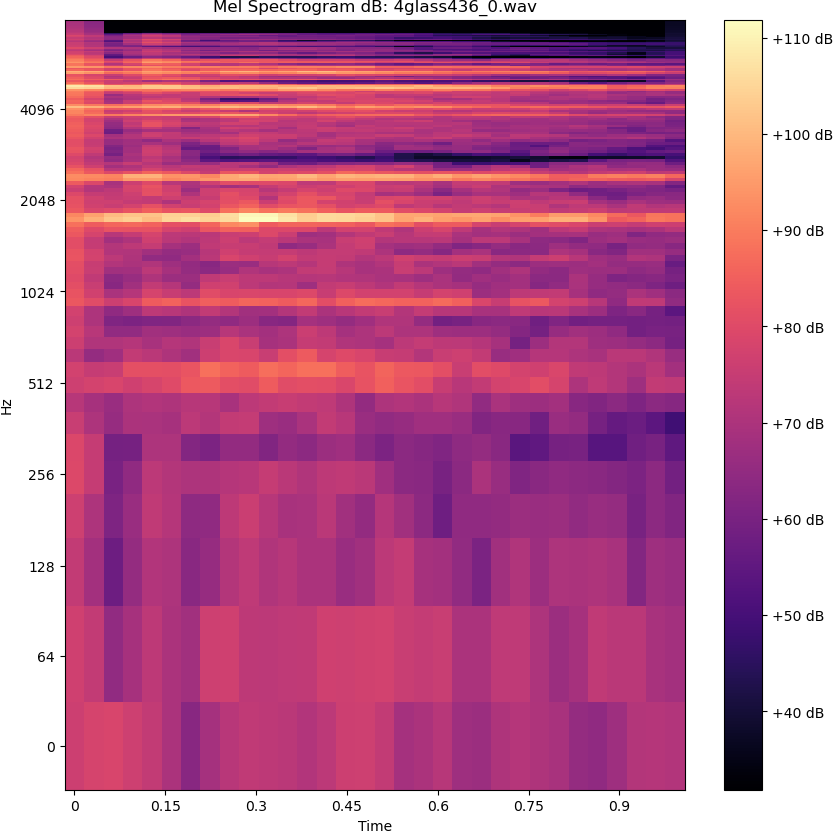 Mel Spectrogram dB: 4glass436_0.wav
+110 dB
4096
+100 dB
2048
+90 dB
1024
+80 dB
512
Hz
+70 dB
256
+60 dB
128
+50 dB
64
+40 dB
0
0 0.15 0.3 0.45 0.6 0.75 0.9
Time